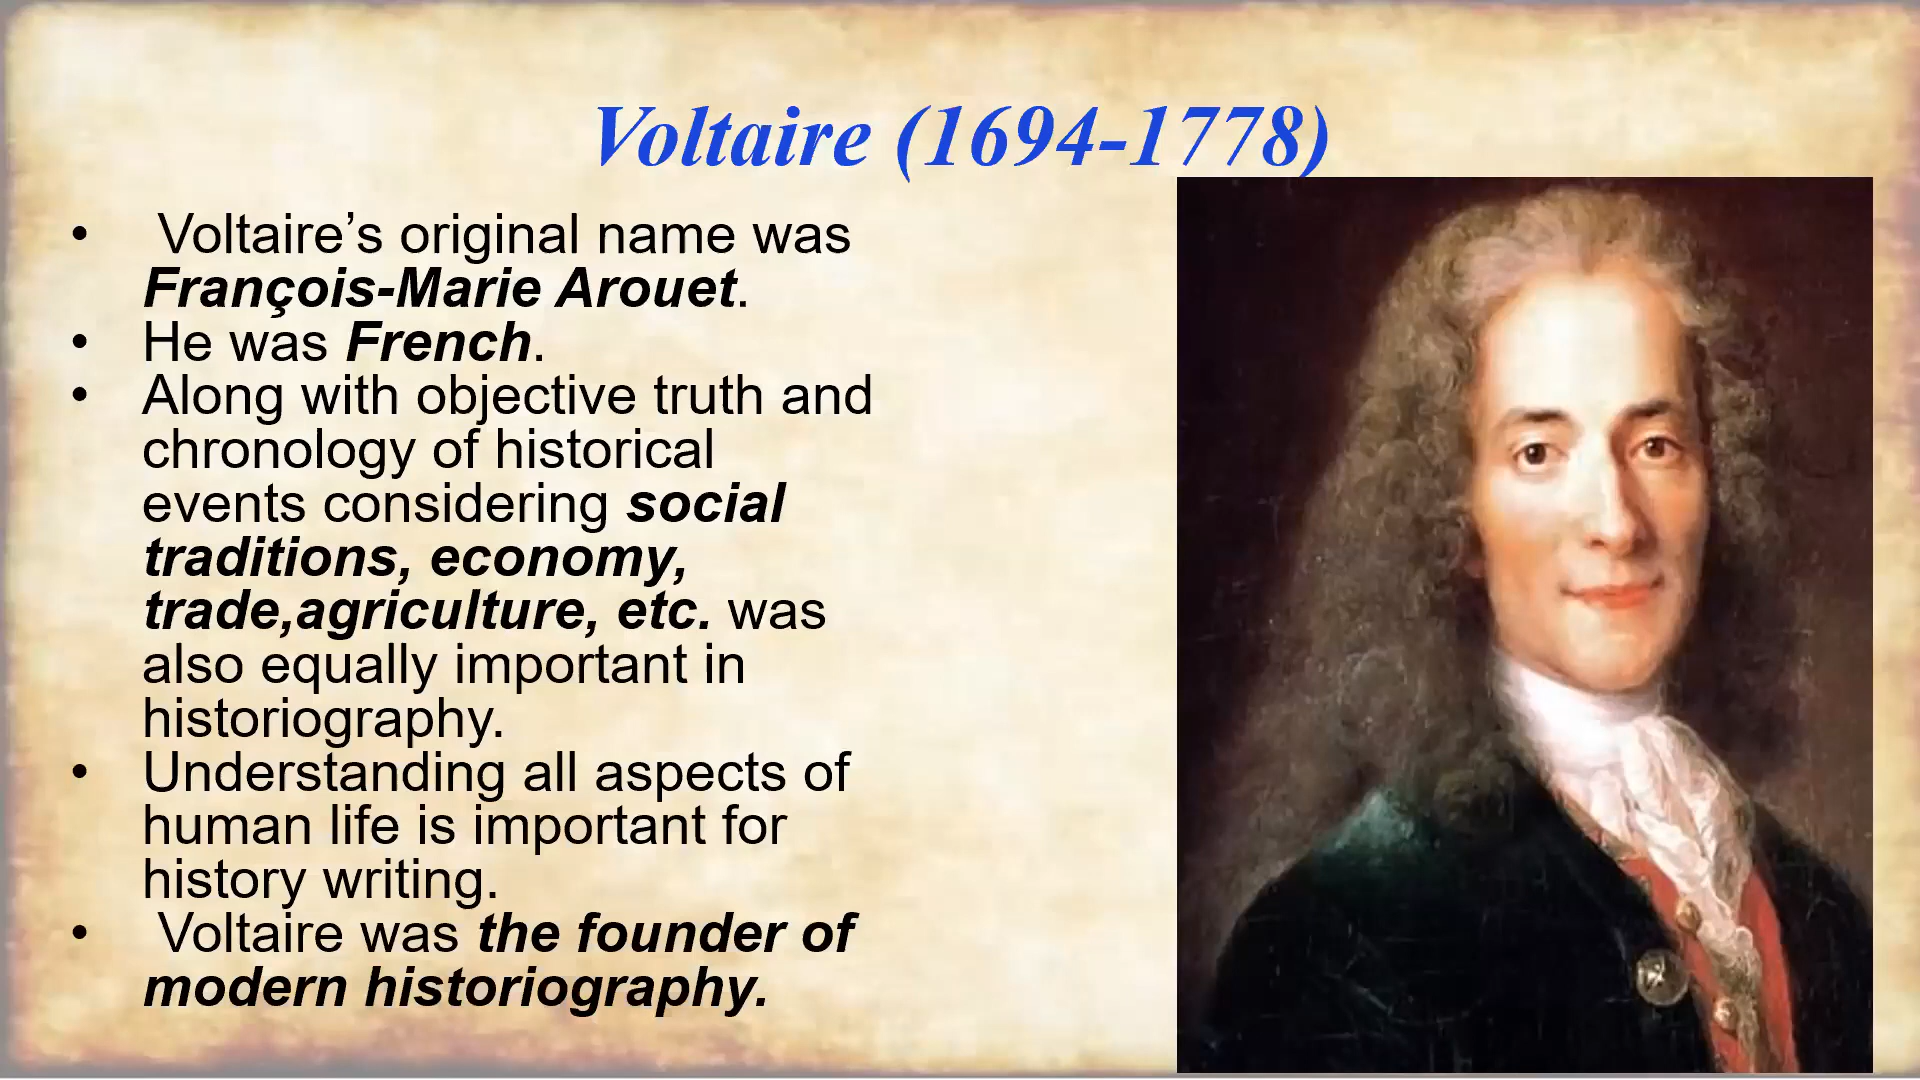 Voltaire (1694-1778)
• Voltaire’s original name was
François-Marie Arouet.
• He was French.
• Along with objective truth and
chronology of historical
events considering social
traditions, economy,
trade,agriculture, etc. was
also equally important in
historiography.
• Understanding all aspects of
human life is important for
history writing.
• Voltaire was the founder of
modern historiography.